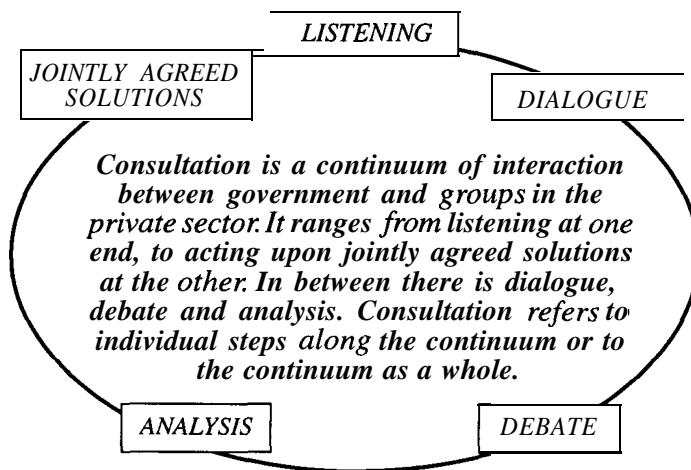 LISTENING
JOINTLY AGREED
SOLUTIONS
DIALOGUE
Consultation is a continuum of interaction
between government and groups in the
private sector. It ranges from listening at one
end, to acting upon jointly agreed solutions
at the other. In between there is dialogue,
debate and analysis. Consultation refers to
individual steps along the continuum or to
the continuum as a whole.
ANALYSIS
DEBATE